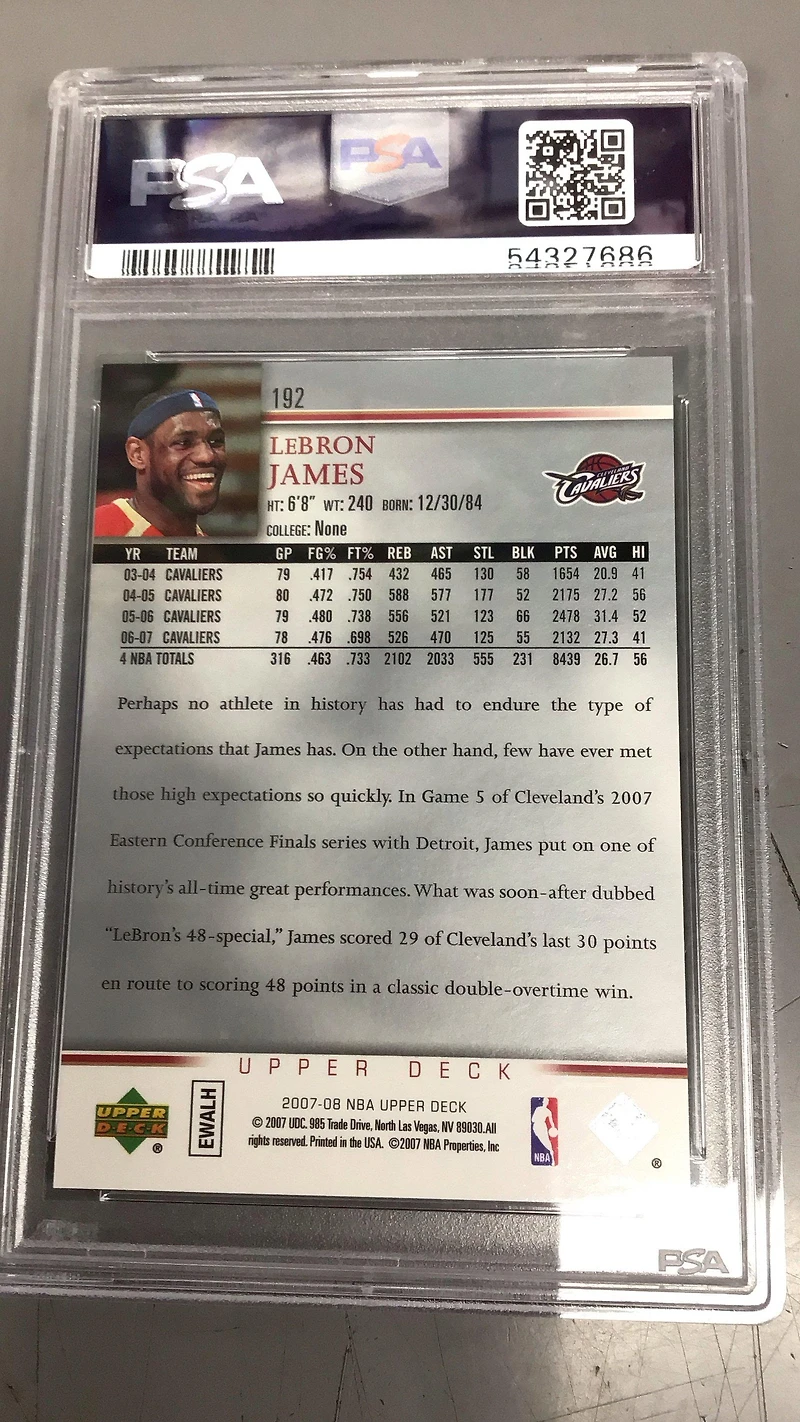 PSA PSA
54327686
192
LEBRON
JAMES
CLEVELAND
CAVALIERS
HT: 6'8" WT: 240 BORN: 12/30/84
COLLEGE: None
YR TEAM GP FG% FT% REB AST STL BLK PTS AVG HI
03-04 CAVALIERS 79 .417 .754 432 465 130 58 1654 20.9 41
04-05 CAVALIERS 80 .472 .750 588 577 177 52 2175 27.2 56
05-06 CAVALIERS 79 .480 .738 556 521 123 66 2478 31.4 52
06-07 CAVALIERS 78 .476 .698 526 470 125 55 2132 27.3 41
4 NBA TOTALS 316 .463 .733 2102 2033 555 231 8439 26.7 56
Perhaps no athlete in history has had to endure the type of
expectations that James has. On the other hand, few have ever met
those high expectations so quickly. In Game 5 of Cleveland's 2007
Eastern Conference Finals series with Detroit, James put on one of
history's all-time great performances. What was soon-after dubbed
"LeBron's 48-special," James scored 29 of Cleveland's last 30 points
en route to scoring 48 points in a classic double-overtime win.
UPPER DECK
UPPER
DECK
®
EWALH
2007-08 NBA UPPER DECK
© 2007 UDC. 985 Trade Drive, North Las Vegas, NV 89030. All
rights reserved. Printed in the USA. ©2007 NBA Properties, Inc
NBA
®
PSA